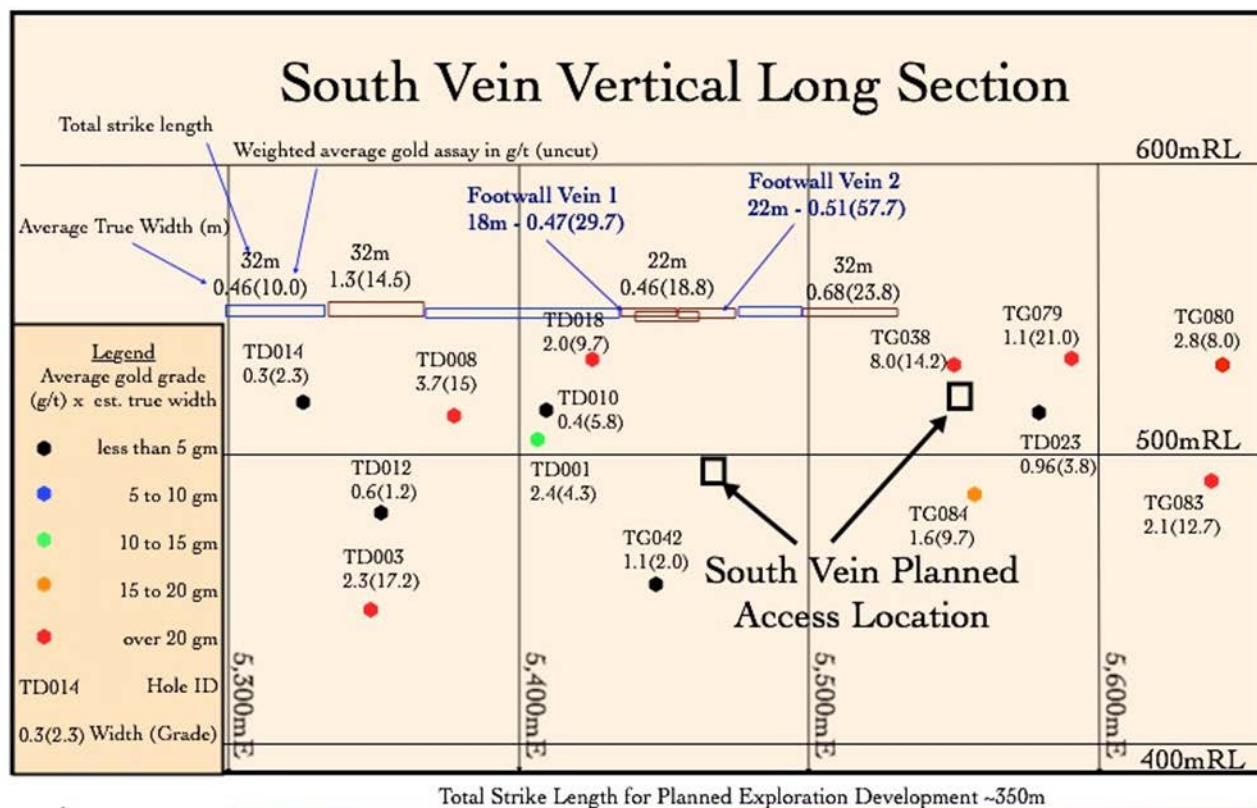 South Vein Vertical Long Section
Total strike length
Weighted average gold assay in g/t (uncut)
600mRL
Average True Width (m)
32m
0.46(10.0)
32m
1.3(14.5)
Footwall Vein 1
18m - 0.47(29.7)
Footwall Vein 2
22m - 0.51(57.7)
22m
0.46(18.8)
32m
0.68(23.8)
Legend
Average gold grade
(g/t) x est. true width
less than 5 gm
5 to 10 gm
10 to 15 gm
15 to 20 gm
over 20 gm
TD014 Hole ID
0.3(2.3) Width (Grade)
TD014
0.3(2.3)
TD008
3.7(15)
TD018
2.0(9.7)
TD010
0.4(5.8)
TG038
8.0(14.2)
TG079
1.1(21.0)
TG080
2.8(8.0)
TD023
0.96(3.8)
500mRL
TD012
0.6(1.2)
TD001
2.4(4.3)
TD003
2.3(17.2)
TG042
1.1(2.0)
TG084
1.6(9.7)
TG083
2.1(12.7)
South Vein Planned
Access Location
5,300mE
5,400mE
5,500mE
5,600mE
400mRL
Total Strike Length for Planned Exploration Development ~350m